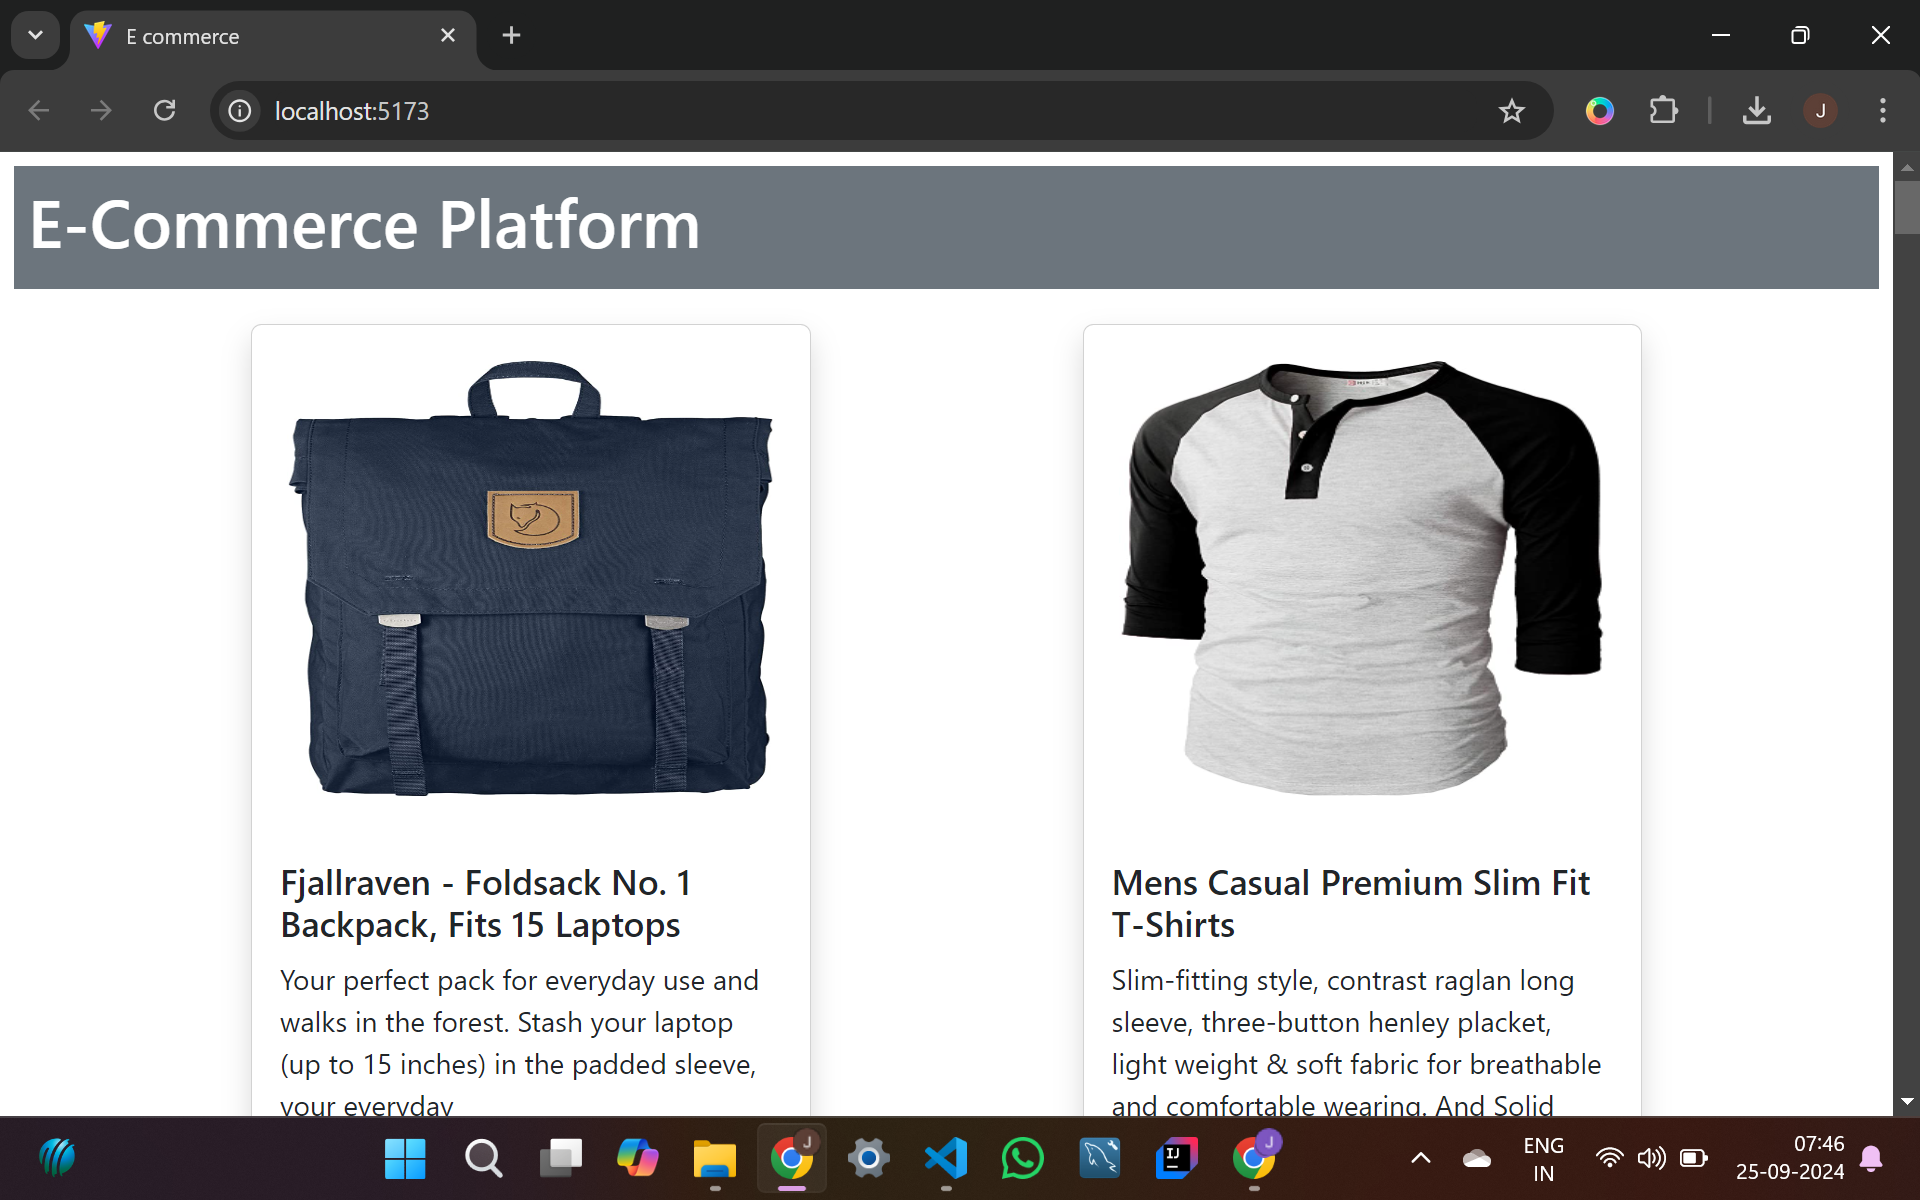 E commerce
localhost:5173
J
E-Commerce Platform
Fjallraven - Foldsack No. 1
Backpack, Fits 15 Laptops
Your perfect pack for everyday use and
walks in the forest. Stash your laptop
(up to 15 inches) in the padded sleeve,
your everyday
Mens Casual Premium Slim Fit
T-Shirts
Slim-fitting style, contrast raglan long
sleeve, three-button henley placket,
light weight & soft fabric for breathable
and comfortable wearing. And Solid
J
IJ
J
ENG
IN
07:46
25-09-2024